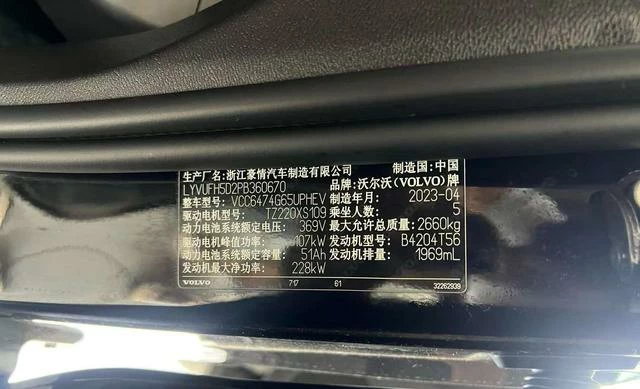 生产厂名:浙江豪情汽车制造有限公司 制造国:中国
LYVUFH5D2PB360670 品牌:沃尔沃(VOLVO)牌
整车型号: VCC6474G65UPHEV 制造年月: 2023-04
驱动电机型号: TZ220XS109 乘坐人数: 5
动力电池系统额定电压: 369V 最大允许总质量: 2660kg
驱动电机峰值功率: 107kW 发动机型号: B4204T56
动力电池系统额定容量: 51Ah 发动机排量: 1969mL
发动机最大净功率: 228kW
VOLVO 717 61 32262939